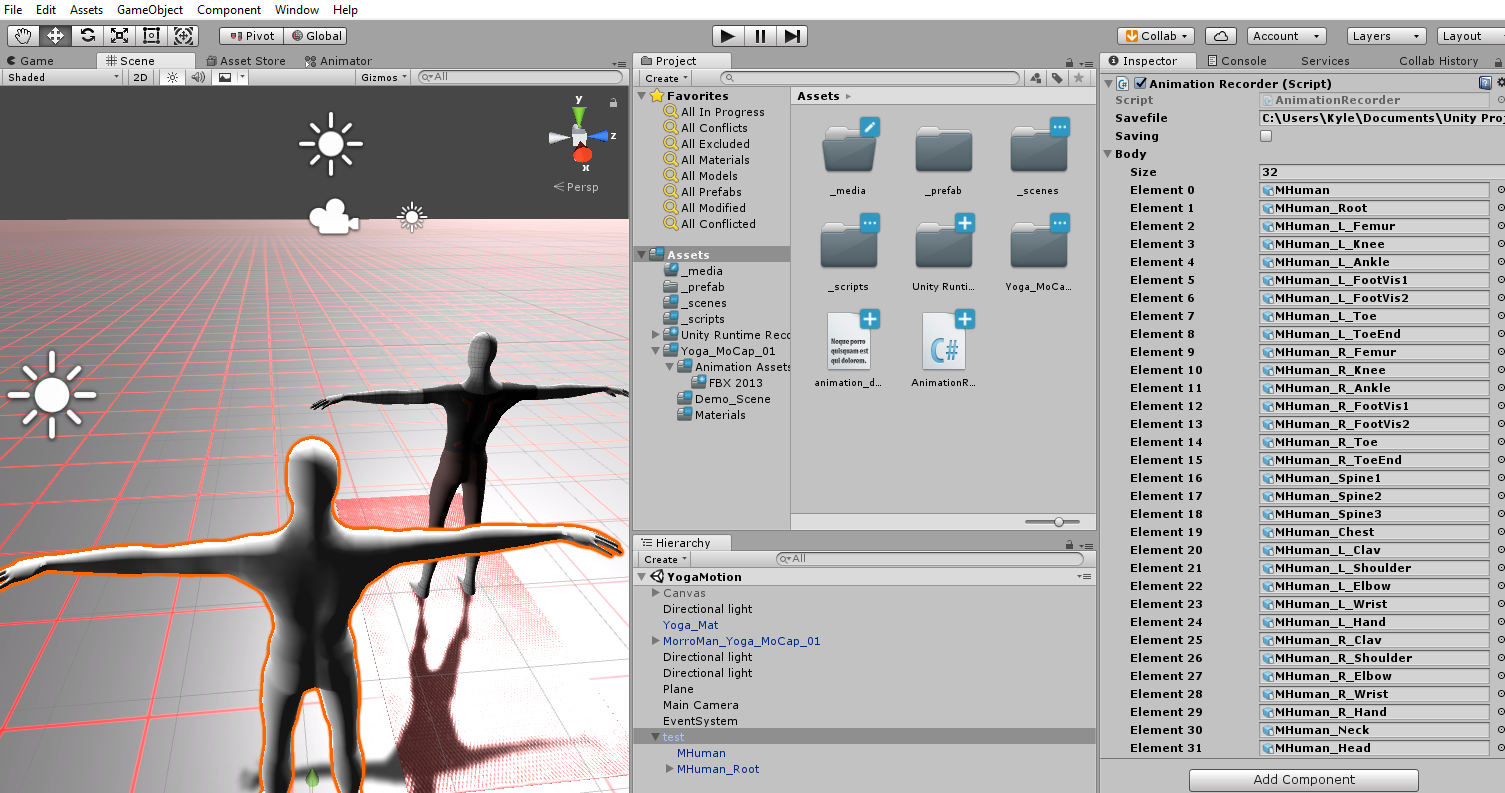 File Edit Assets GameObject Component Window Help
Pivot Global Collab Account Layers Layout
Game Scene Asset Store Animator
Shaded 2D Gizmos All
y
z
x
Persp
Project
Create
Favorites
All In Progress
All Conflicts
All Excluded
All Materials
All Models
All Prefabs
All Modified
All Conflicted
Assets
_media
_prefab
_scenes
_scripts
Unity Runtime Reco
Yoga_MoCap_01
Animation Assets
FBX 2013
Demo_Scene
Materials
Assets
_media _prefab _scenes
_scripts Unity Runti... Yoga_MoCa...
Neque porro
quisquam est
qui dolorem.
C#
animation_d... AnimationR...
Hierarchy
Create All
YogaMotion
Canvas
Directional light
Yoga_Mat
MorroMan_Yoga_MoCap_01
Directional light
Directional light
Plane
Main Camera
EventSystem
test
MHuman
MHuman_Root
Inspector Console Services Collab History
Animation Recorder (Script)
Script AnimationRecorder
Savefile C:\Users\Kyle\Documents\Unity Proj
Saving
Body
Size 32
Element 0 MHuman
Element 1 MHuman_Root
Element 2 MHuman_L_Femur
Element 3 MHuman_L_Knee
Element 4 MHuman_L_Ankle
Element 5 MHuman_L_FootVis1
Element 6 MHuman_L_FootVis2
Element 7 MHuman_L_Toe
Element 8 MHuman_L_ToeEnd
Element 9 MHuman_R_Femur
Element 10 MHuman_R_Knee
Element 11 MHuman_R_Ankle
Element 12 MHuman_R_FootVis1
Element 13 MHuman_R_FootVis2
Element 14 MHuman_R_Toe
Element 15 MHuman_R_ToeEnd
Element 16 MHuman_Spine1
Element 17 MHuman_Spine2
Element 18 MHuman_Spine3
Element 19 MHuman_Chest
Element 20 MHuman_L_Clav
Element 21 MHuman_L_Shoulder
Element 22 MHuman_L_Elbow
Element 23 MHuman_L_Wrist
Element 24 MHuman_L_Hand
Element 25 MHuman_R_Clav
Element 26 MHuman_R_Shoulder
Element 27 MHuman_R_Elbow
Element 28 MHuman_R_Wrist
Element 29 MHuman_R_Hand
Element 30 MHuman_Neck
Element 31 MHuman_Head
Add Component